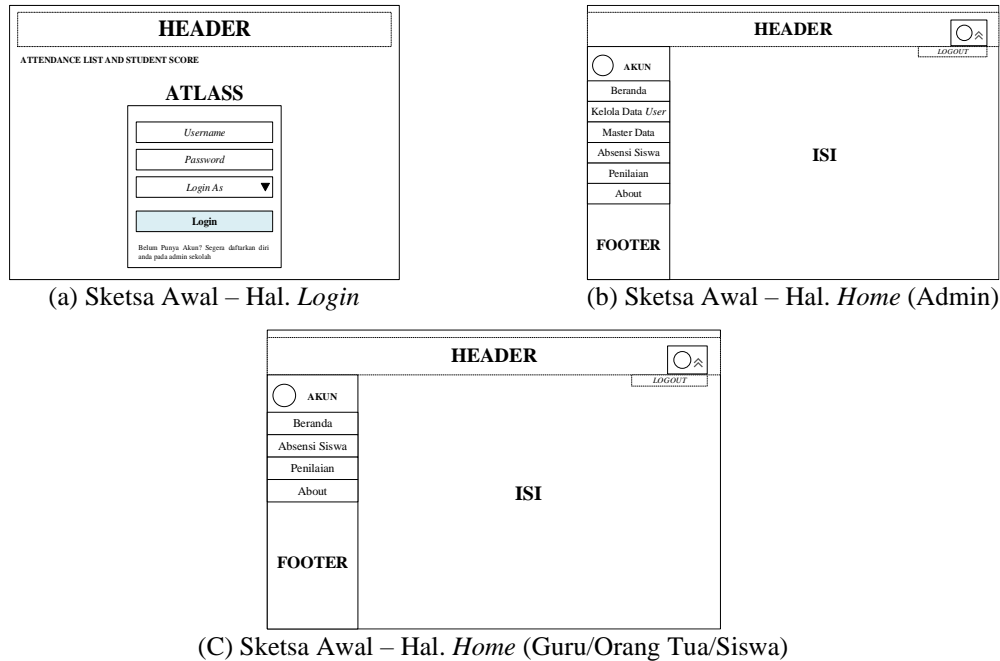 HEADER
ATTENDANCE LIST AND STUDENT SCORE
ATLASS
Username
Password
Login As
Login
Belum Punya Akun? Segera daftarkan diri
anda pada admin sekolah
(a) Sketsa Awal – Hal. Login
HEADER
LOGOUT
AKUN
Beranda
Kelola Data User
Master Data
Absensi Siswa
Penilaian
About
ISI
FOOTER
(b) Sketsa Awal – Hal. Home (Admin)
HEADER
LOGOUT
AKUN
Beranda
Absensi Siswa
Penilaian
About
ISI
FOOTER
(C) Sketsa Awal – Hal. Home (Guru/Orang Tua/Siswa)